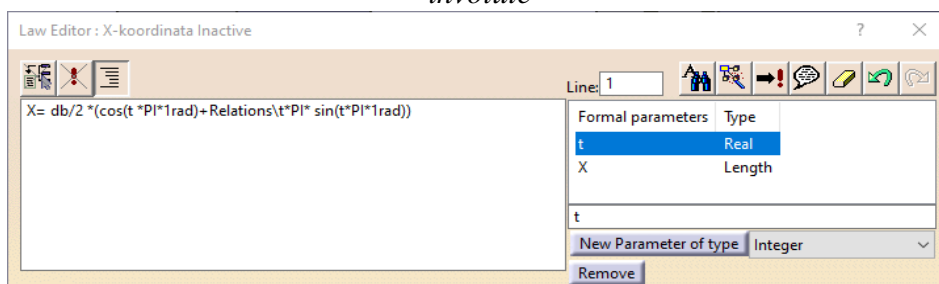 involute
Law Editor : X-koordinata Inactive ? ×
Line: 1
X= db/2 *(cos(t *PI*1rad)+Relations\t*PI* sin(t*PI*1rad))
Formal parameters Type
t Real
X Length
t
New Parameter of type Integer
Remove